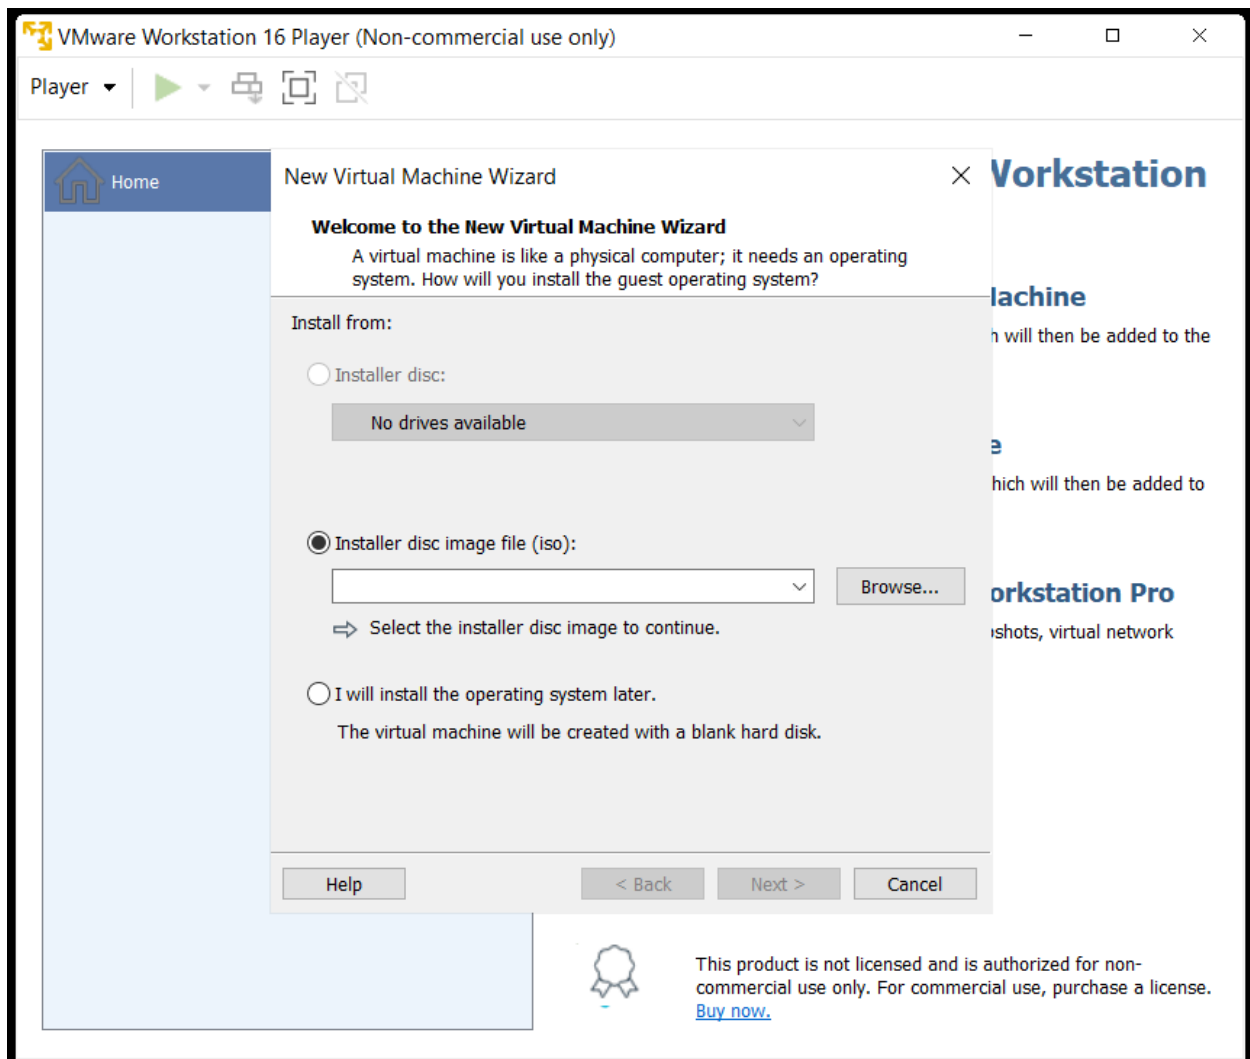 VMware Workstation 16 Player (Non-commercial use only)
Player
Home
New Virtual Machine Wizard
Workstation
Welcome to the New Virtual Machine Wizard
A virtual machine is like a physical computer; it needs an operating
system. How will you install the guest operating system?
Install from:
Installer disc:
No drives available
Installer disc image file (iso):
Browse...
Select the installer disc image to continue.
I will install the operating system later.
The virtual machine will be created with a blank hard disk.
Help
< Back
Next >
Cancel
will then be added to the
will then be added to
Pro
virtual network
This product is not licensed and is authorized for non-
commercial use only. For commercial use, purchase a license.
Buy now.